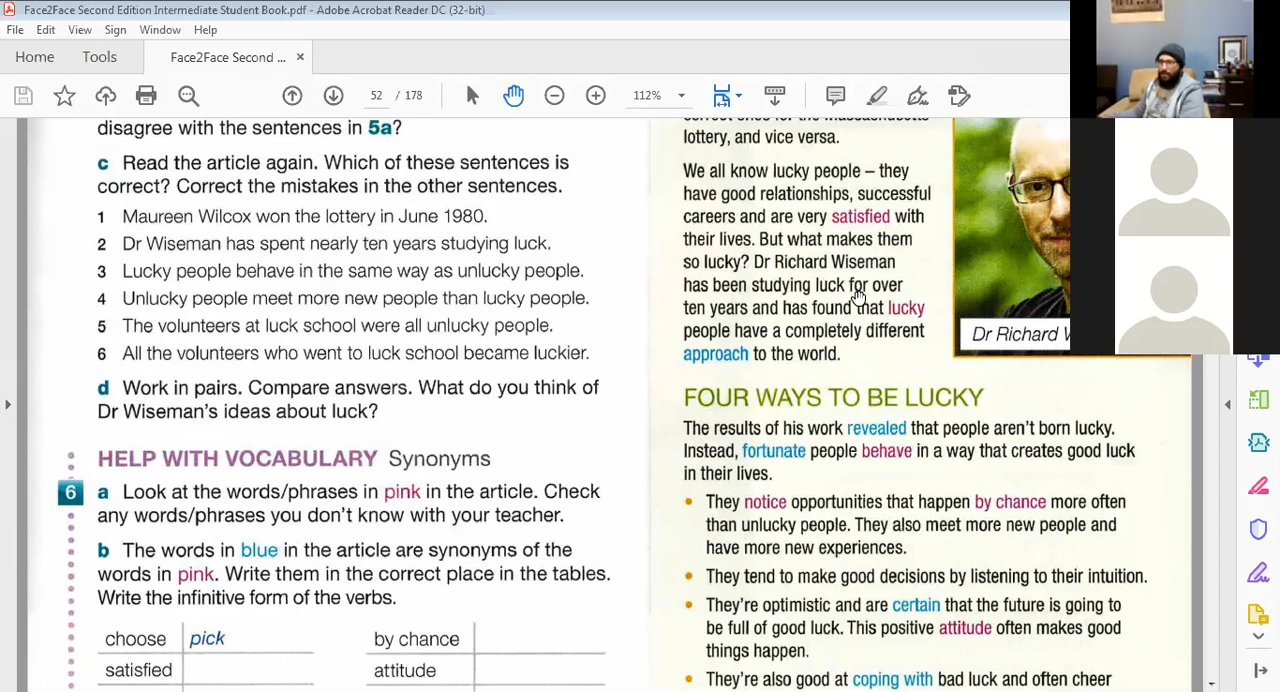 Face2Face Second Edition Intermediate Student Book.pdf - Adobe Acrobat Reader DC (32-bit)
File Edit View Sign Window Help
Home Tools Face2Face Second ... ×
52 / 178 112%
disagree with the sentences in 5a?
c Read the article again. Which of these sentences is
correct? Correct the mistakes in the other sentences.
1 Maureen Wilcox won the lottery in June 1980.
2 Dr Wiseman has spent nearly ten years studying luck.
3 Lucky people behave in the same way as unlucky people.
4 Unlucky people meet more new people than lucky people.
5 The volunteers at luck school were all unlucky people.
6 All the volunteers who went to luck school became luckier.
d Work in pairs. Compare answers. What do you think of
Dr Wiseman's ideas about luck?
HELP WITH VOCABULARY Synonyms
6 a Look at the words/phrases in pink in the article. Check
any words/phrases you don't know with your teacher.
b The words in blue in the article are synonyms of the
words in pink. Write them in the correct place in the tables.
Write the infinitive form of the verbs.
choose pick by chance
satisfied attitude
correct ones for the Massachusetts
lottery, and vice versa.
We all know lucky people – they
have good relationships, successful
careers and are very satisfied with
their lives. But what makes them
so lucky? Dr Richard Wiseman
has been studying luck for over
ten years and has found that lucky
people have a completely different
approach to the world.
Dr Richard
FOUR WAYS TO BE LUCKY
The results of his work revealed that people aren't born lucky.
Instead, fortunate people behave in a way that creates good luck
in their lives.
• They notice opportunities that happen by chance more often
than unlucky people. They also meet more new people and
have more new experiences.
• They tend to make good decisions by listening to their intuition.
• They're optimistic and are certain that the future is going to
be full of good luck. This positive attitude often makes good
things happen.
• They're also good at coping with bad luck and often cheer